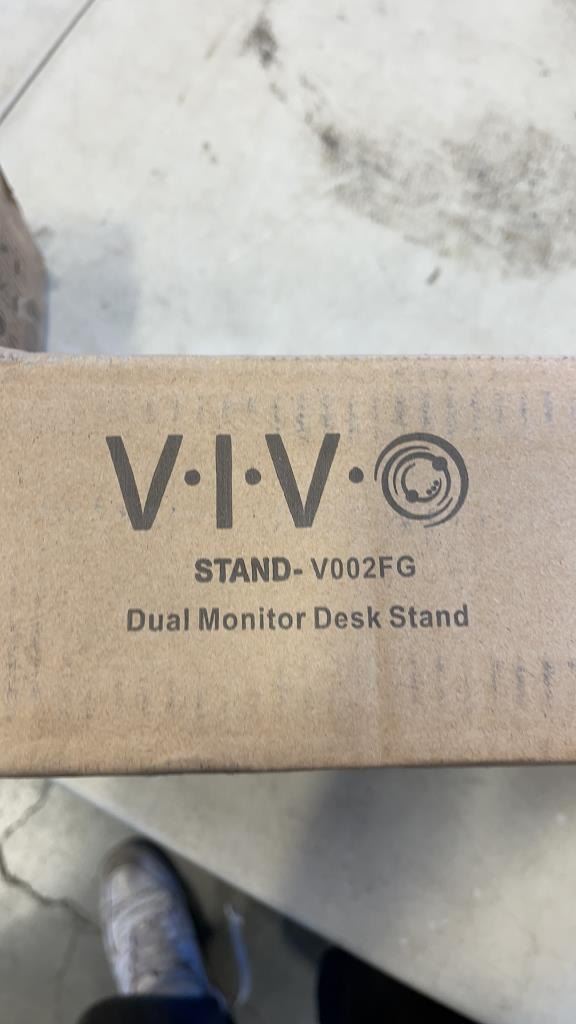 V·I·V·O
STAND- V002FG
Dual Monitor Desk Stand